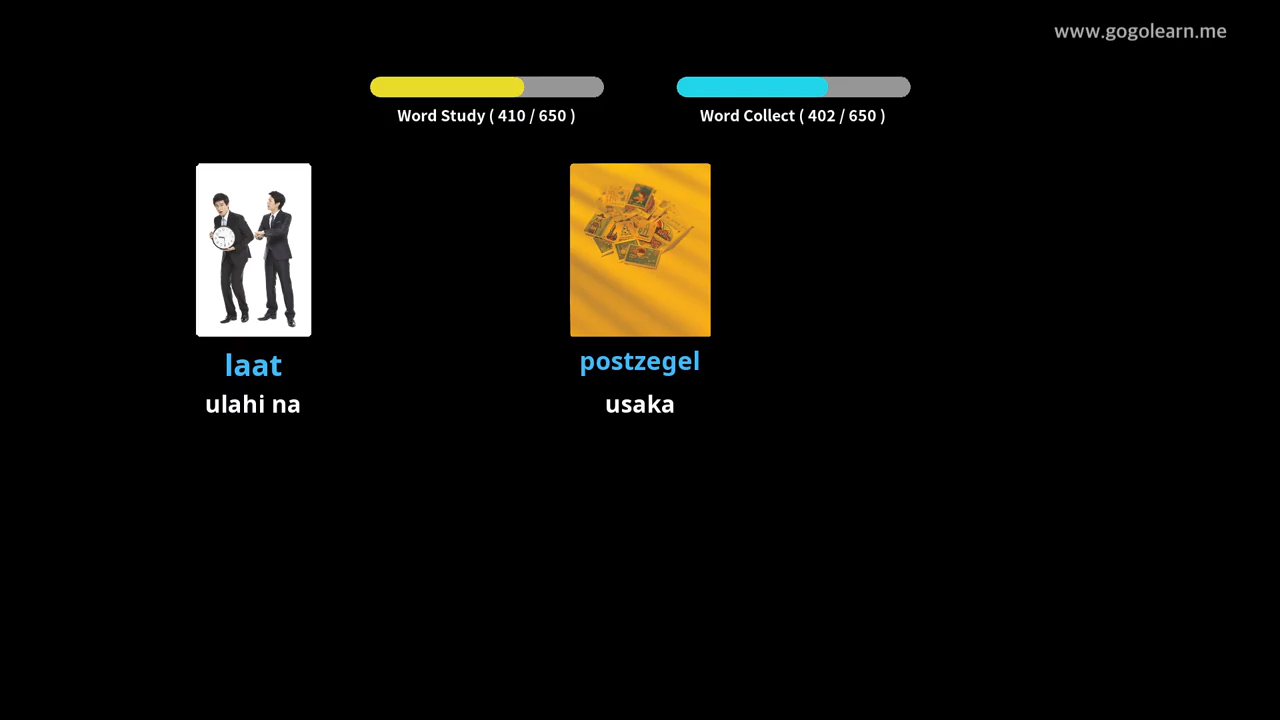 www.gogolearn.me
Word Study ( 410 / 650 )
Word Collect ( 402 / 650 )
laat
ulahi na
postzegel
usaka